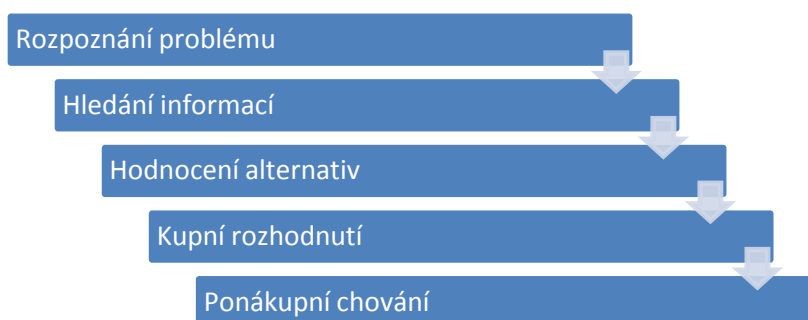 Rozpoznání problému
Hledání informací
Hodnocení alternativ
Kupní rozhodnutí
Ponákupní chování